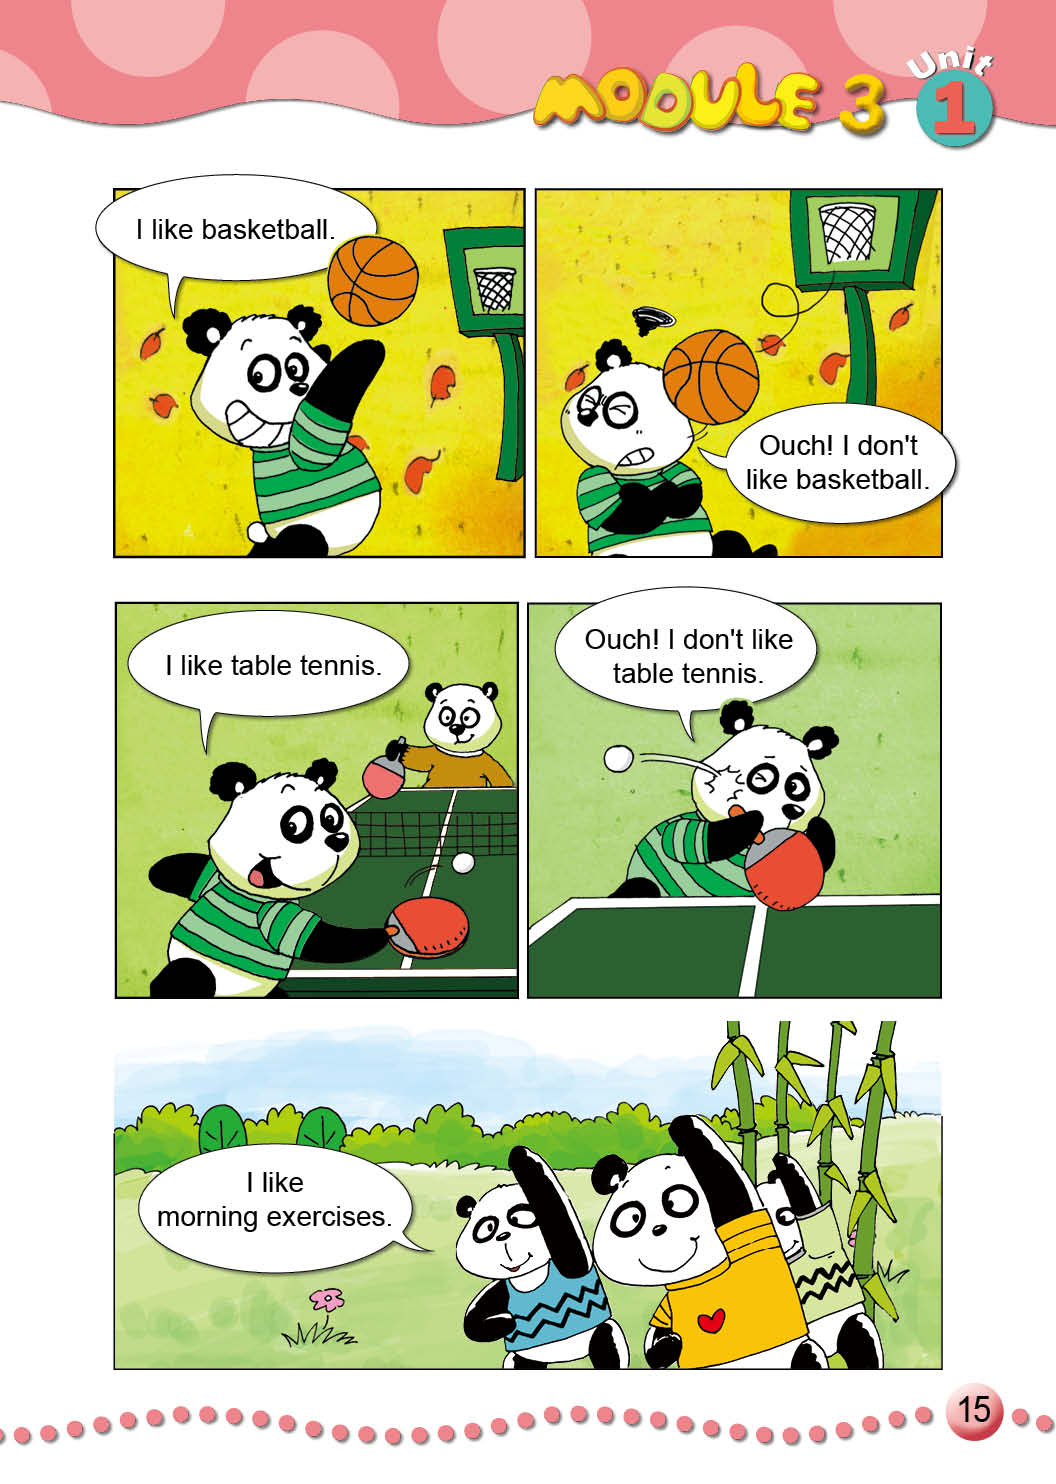 MODULE 3 Unit 1
I like basketball.
Ouch! I don't
like basketball.
I like table tennis.
Ouch! I don't like
table tennis.
I like
morning exercises.
15